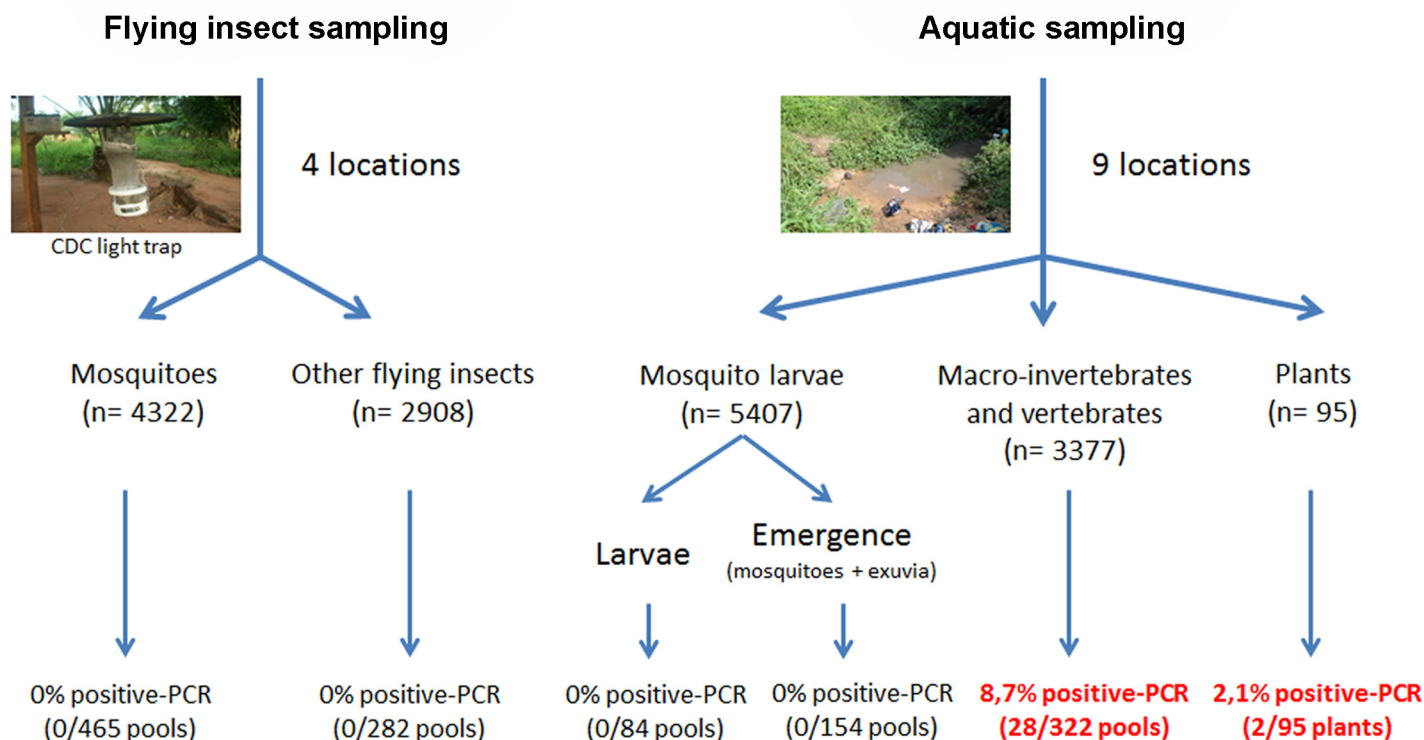 Flying insect sampling
4 locations
CDC light trap
Mosquitoes
(n= 4322)
Other flying insects
(n= 2908)
0% positive-PCR
(0/465 pools)
0% positive-PCR
(0/282 pools)
Aquatic sampling
9 locations
Mosquito larvae
(n= 5407)
Macro-invertebrates
and vertebrates
(n= 3377)
Plants
(n= 95)
Larvae
Emergence
(mosquitoes + exuvia)
0% positive-PCR
(0/84 pools)
0% positive-PCR
(0/154 pools)
8,7% positive-PCR
(28/322 pools)
2,1% positive-PCR
(2/95 plants)